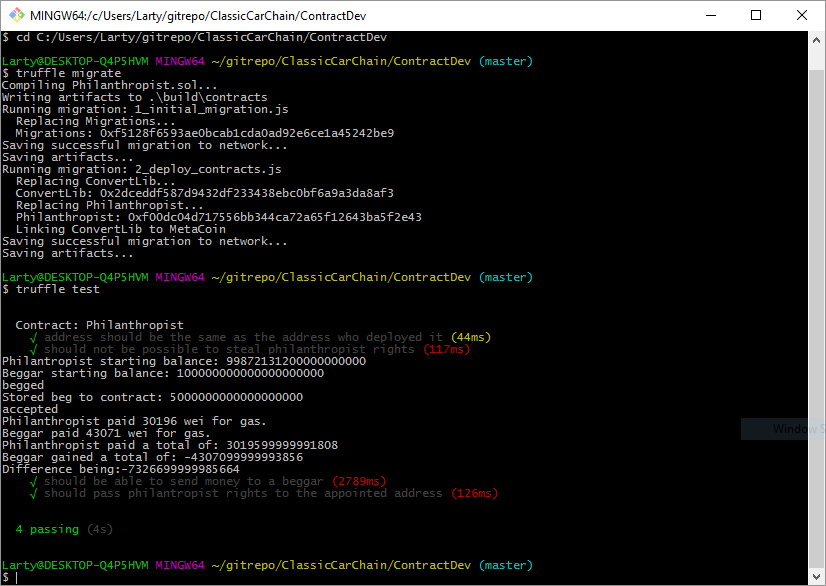 MINGW64:/c/Users/Larty/gitrepo/ClassicCarChain/ContractDev
$ cd C:/Users/Larty/gitrepo/ClassicCarChain/ContractDev
Larty@DESKTOP-Q4P5HVM MINGW64 ~/gitrepo/ClassicCarChain/ContractDev (master)
$ truffle migrate
Compiling Philanthropist.sol...
Writing artifacts to .\build\contracts
Running migration: 1_initial_migration.js
Replacing Migrations...
Migrations: 0xf5128f6593ae0bcab1cda0ad92e6ce1a45242be9
Saving successful migration to network...
Saving artifacts...
Running migration: 2_deploy_contracts.js
Replacing ConvertLib...
ConvertLib: 0x2dceddf587d9432df233438ebc0bf6a9a3da8af3
Replacing Philanthropist...
Philanthropist: 0xf00dc04d717556bb344ca72a65f12643ba5f2e43
Linking ConvertLib to MetaCoin
Saving successful migration to network...
Saving artifacts...
Larty@DESKTOP-Q4P5HVM MINGW64 ~/gitrepo/ClassicCarChain/ContractDev (master)
$ truffle test
Contract: Philanthropist
√ address should be the same as the address who deployed it (44ms)
√ should not be possible to steal philanthropist rights (117ms)
Philanthropist starting balance: 99872131200000000000
Beggar starting balance: 100000000000000000000
begged
Stored beg to contract: 5000000000000000000
accepted
Philanthropist paid 30196 wei for gas.
Beggar paid 43071 wei for gas.
Philanthropist paid a total of: 3019599999991808
Beggar gained a total of: -4307099999993856
Difference being:-7326699999985664
√ should be able to send money to a beggar (2789ms)
√ should pass philanthropist rights to the appointed address (126ms)
4 passing (4s)
Larty@DESKTOP-Q4P5HVM MINGW64 ~/gitrepo/ClassicCarChain/ContractDev (master)
$
Window S